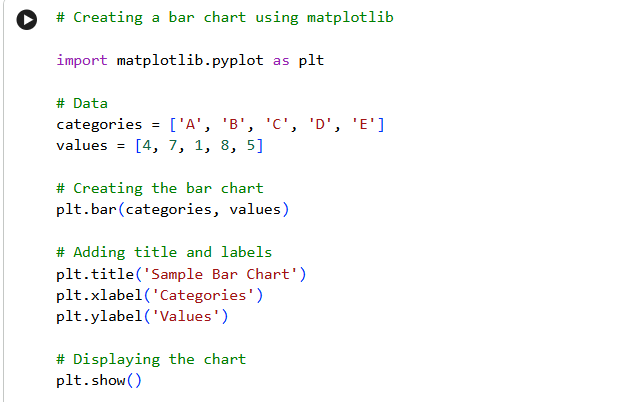 # Creating a bar chart using matplotlib
import matplotlib.pyplot as plt
# Data
categories = ['A', 'B', 'C', 'D', 'E']
values = [4, 7, 1, 8, 5]
# Creating the bar chart
plt.bar(categories, values)
# Adding title and labels
plt.title('Sample Bar Chart')
plt.xlabel('Categories')
plt.ylabel('Values')
# Displaying the chart
plt.show()